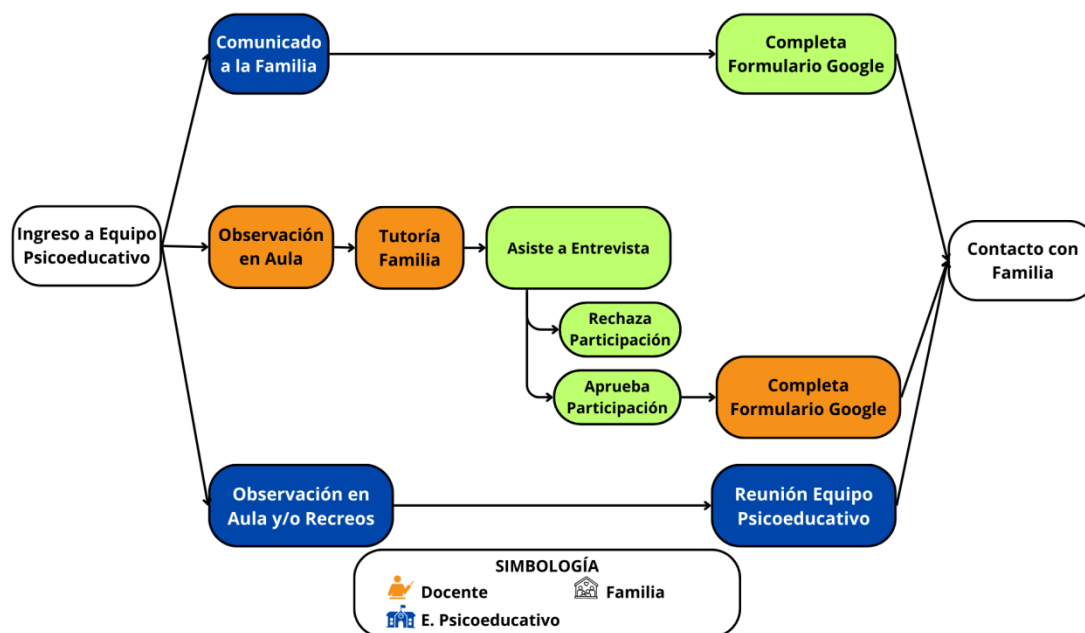 Comunicado
a la Familia
Completa
Formulario Google
Ingreso a Equipo
Psicoeducativo
Observación
en Aula
Tutoría
Familia
Asiste a Entrevista
Contacto con
Familia
Rechaza
Participación
Aprueba
Participación
Completa
Formulario Google
Observación en
Aula y/o Recreos
Reunión Equipo
Psicoeducativo
SIMBOLOGÍA
Docente
Familia
E. Psicoeducativo